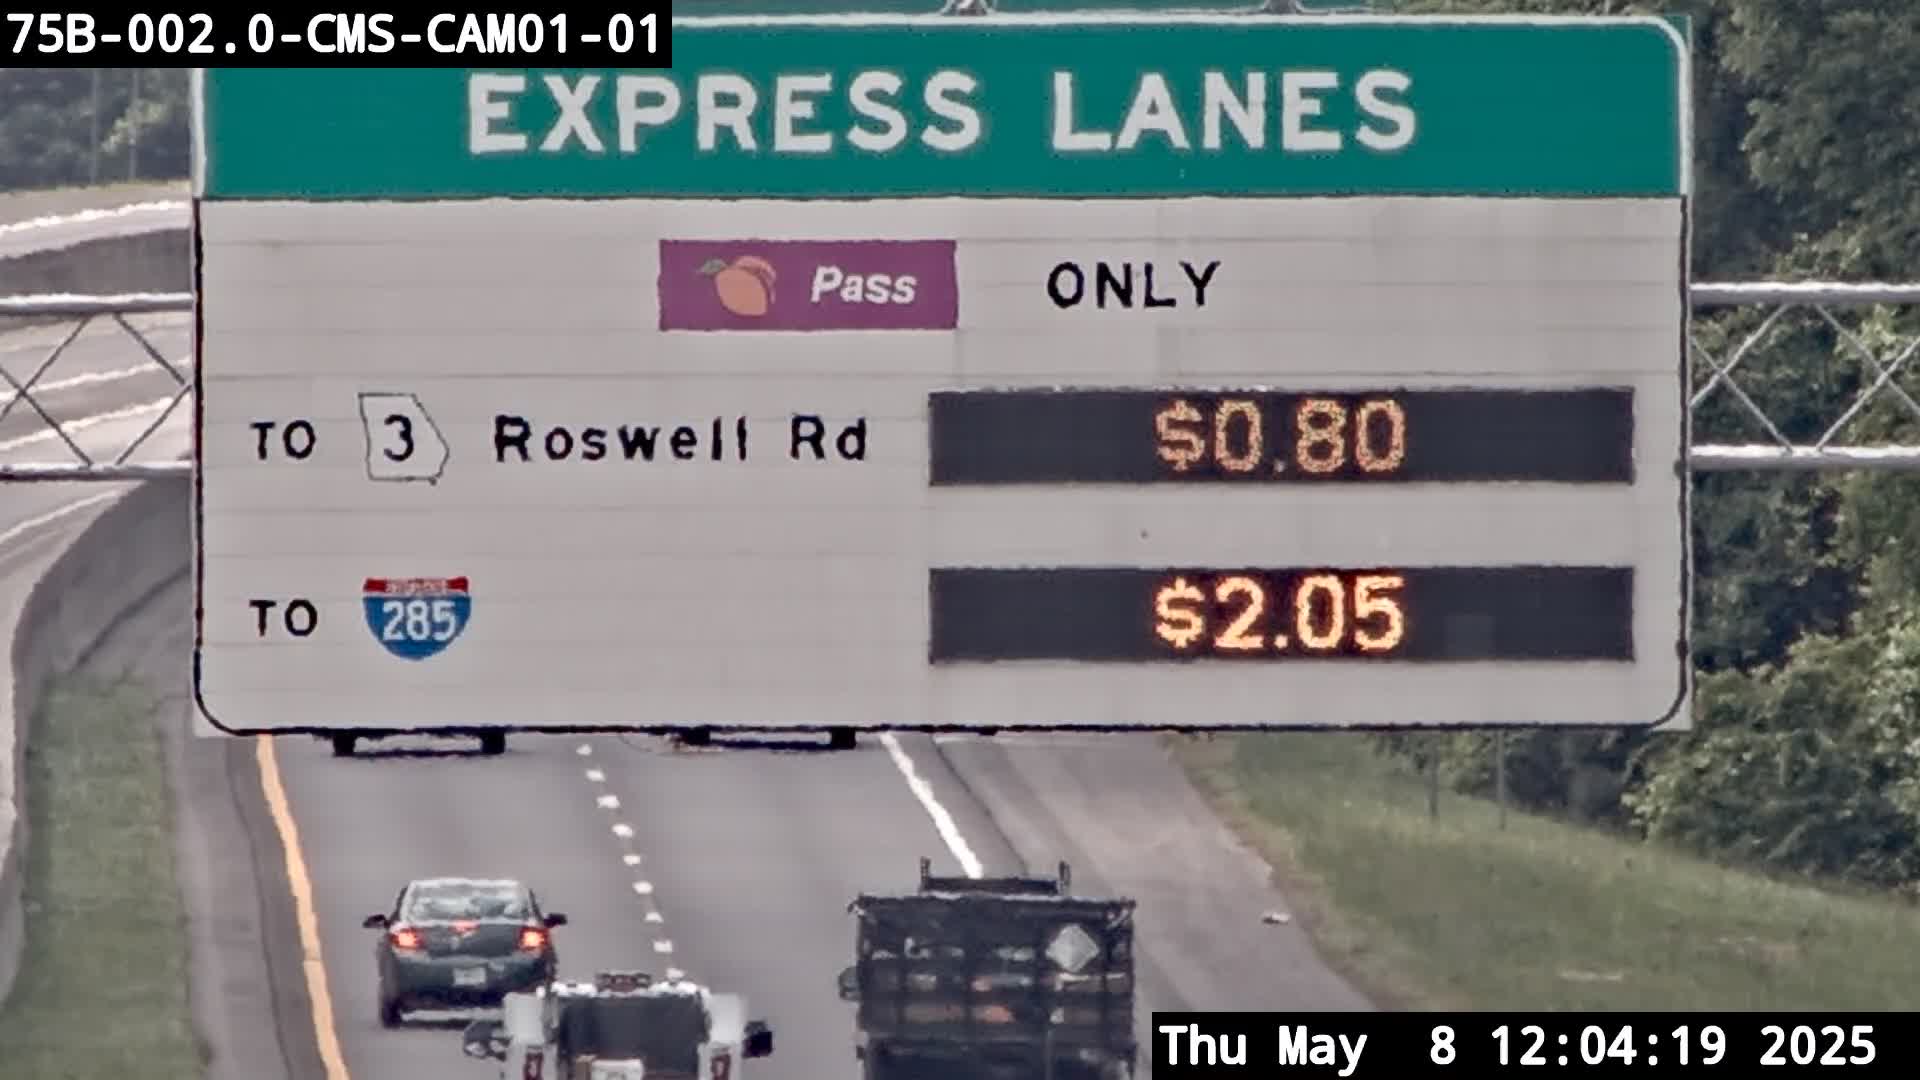 75B-002.0-CMS-CAM01-01
EXPRESS LANES
Pass ONLY
TO 3 Roswell Rd $0.80
TO 285 $2.05
Thu May 8 12:04:19 2025